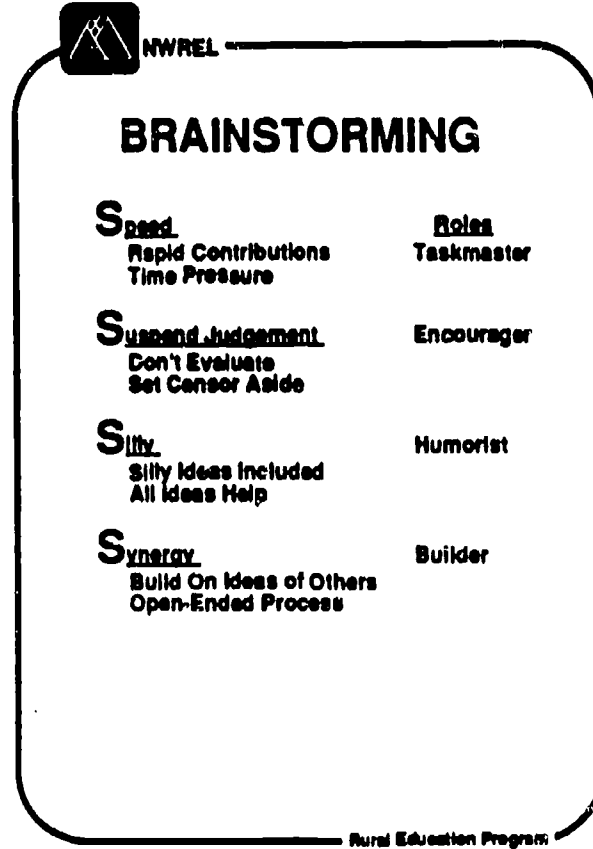 NWREL
BRAINSTORMING
Speed Roles
Rapid Contributions Taskmaster
Time Pressure
Suspend Judgement Encourager
Don't Evaluate
Set Censor Aside
Silly Humorist
Silly Ideas Included
All Ideas Help
Synergy Builder
Build On Ideas of Others
Open-Ended Process
Rural Education Program